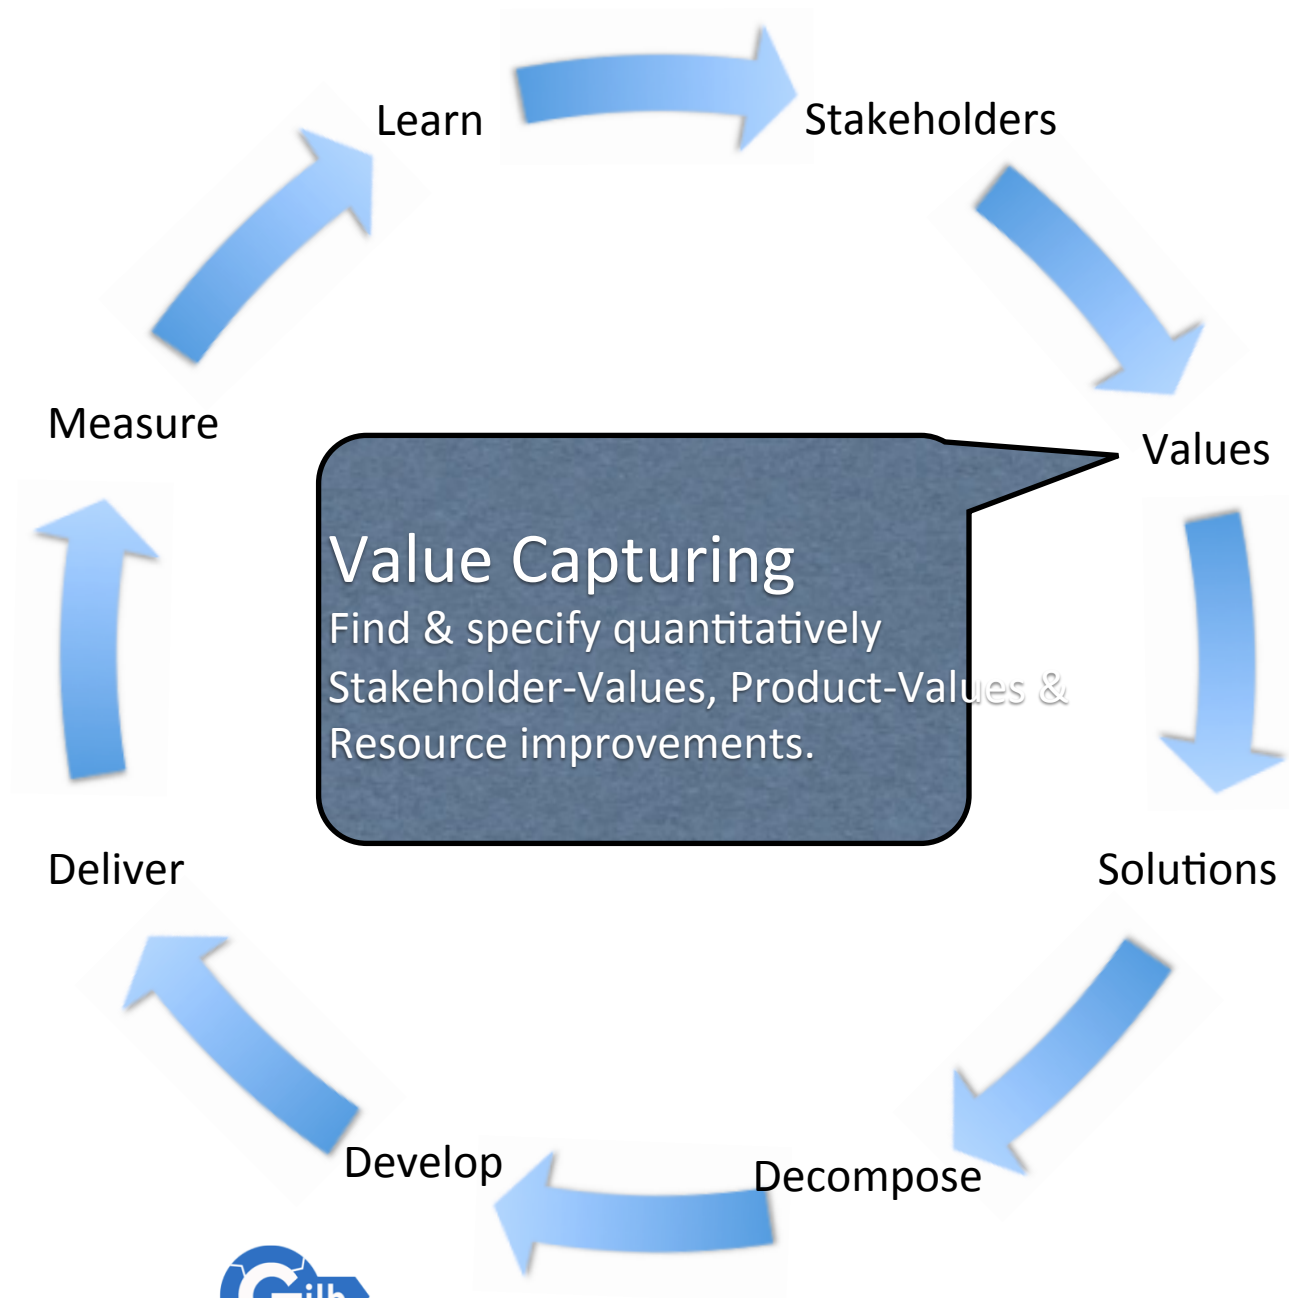 Learn
Stakeholders
Measure
Values
Value Capturing
Find & specify quantitatively
Stakeholder-Values, Product-Values &
Resource improvements.
Deliver
Solutions
Develop
Decompose
Gilb